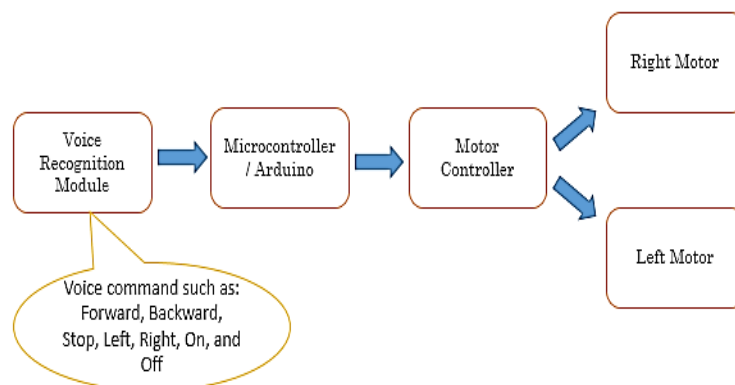 Voice
Recognition
Module
Microcontroller
/ Arduino
Motor
Controller
Right Motor
Left Motor
Voice command such as:
Forward, Backward,
Stop, Left, Right, On, and
Off